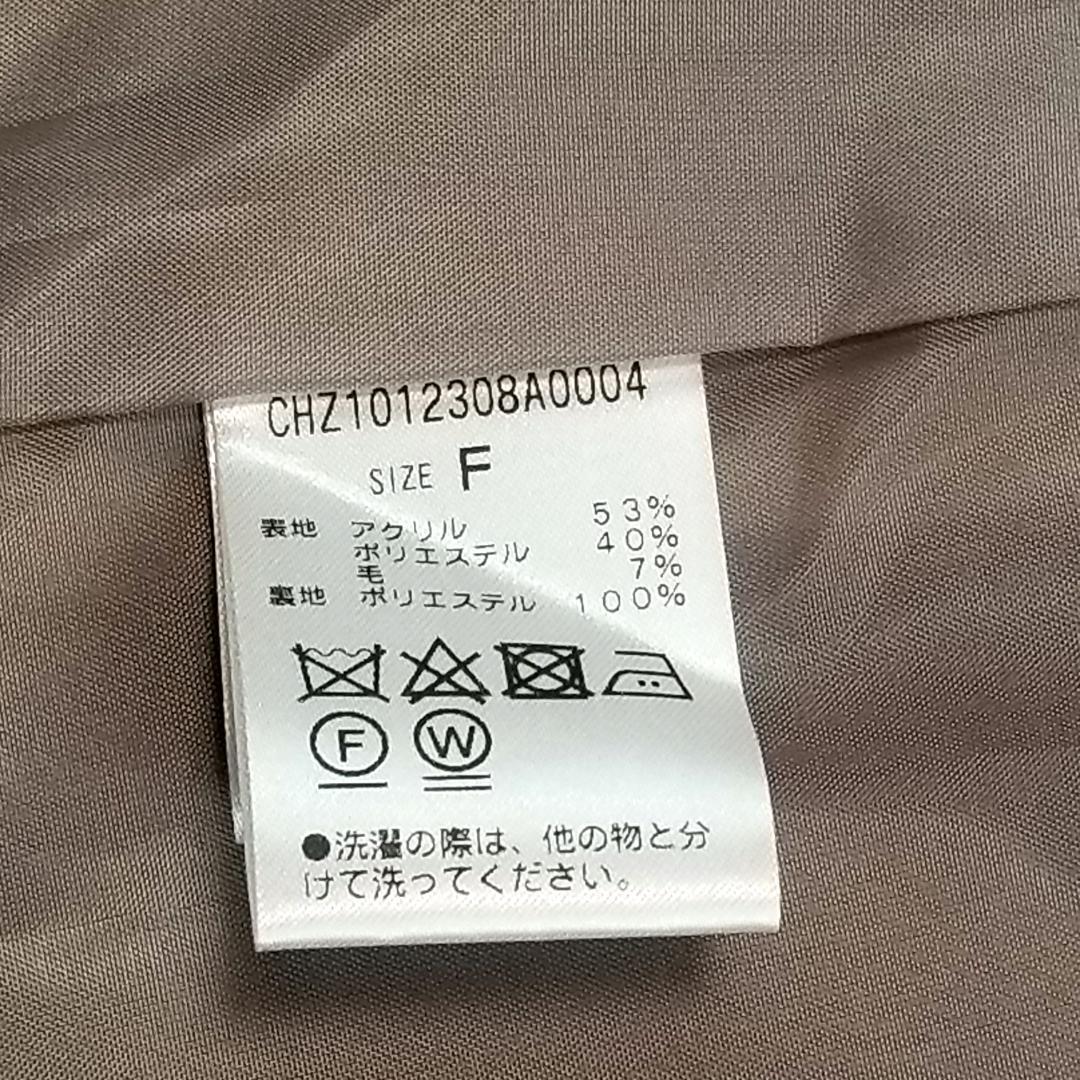 CHZ1012308A0004
SIZE F
表地 アクリル 53%
ポリエステル 40%
毛 7%
裏地 ポリエステル 100%
F W
●洗濯の際は、他の物と分
けて洗ってください。